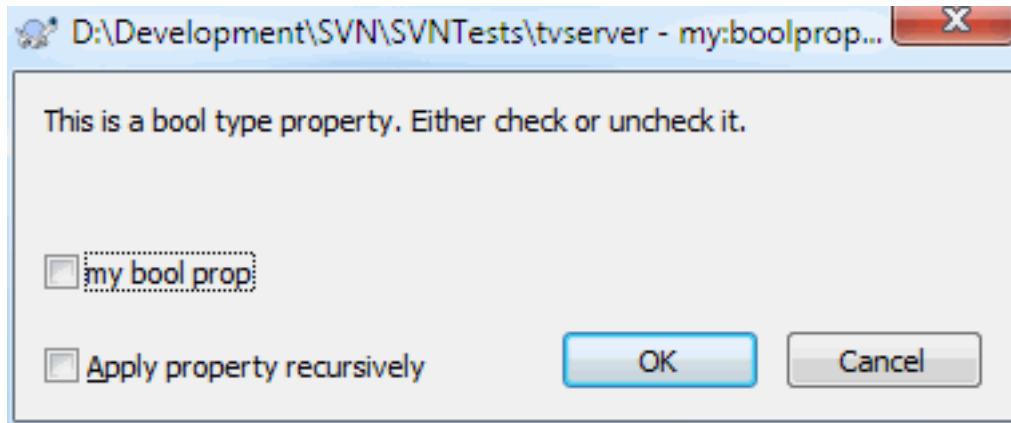 D:\Development\SVN\SVNTests\tvserver - my:boolprop...
This is a bool type property. Either check or uncheck it.
my bool prop
Apply property recursively OK Cancel